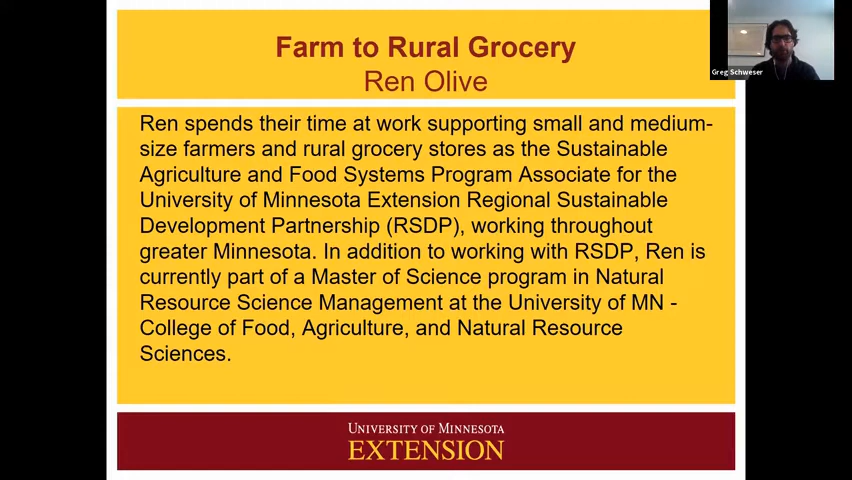 Farm to Rural Grocery
Ren Olive
Greg Schweser
Ren spends their time at work supporting small and medium-
size farmers and rural grocery stores as the Sustainable
Agriculture and Food Systems Program Associate for the
University of Minnesota Extension Regional Sustainable
Development Partnership (RSDP), working throughout
greater Minnesota. In addition to working with RSDP, Ren is
currently part of a Master of Science program in Natural
Resource Science Management at the University of MN -
College of Food, Agriculture, and Natural Resource
Sciences.
UNIVERSITY OF MINNESOTA
EXTENSION